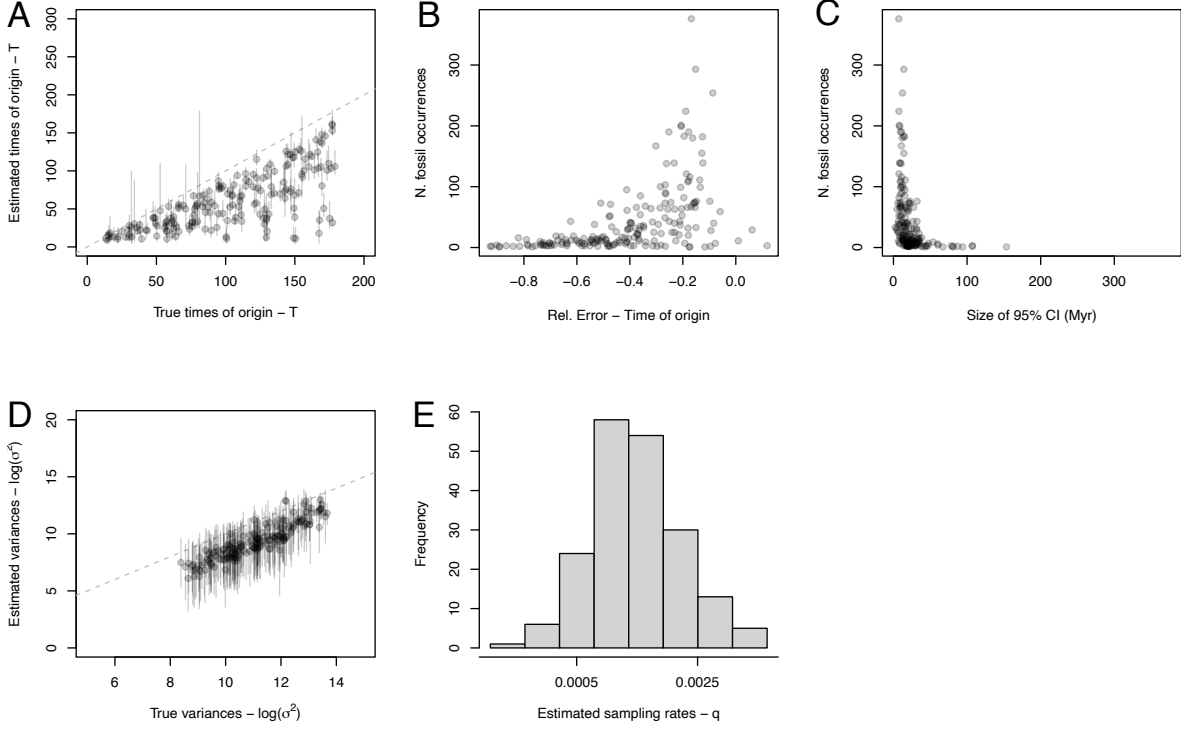 A
Estimated times of origin – T
0 50 100 150 200 250 300
0 50 100 150 200
True times of origin – T
B
N. fossil occurrences
0 100 200 300
−0.8 −0.6 −0.4 −0.2 0.0
Rel. Error – Time of origin
C
N. fossil occurrences
0 100 200 300
0 100 200 300
Size of 95% CI (Myr)
D
Estimated variances – log(σ²)
0 5 10 15 20
6 8 10 12 14
True variances – log(σ²)
E
Frequency
0 10 20 30 40 50 60
0.0005 0.0025
Estimated sampling rates – q